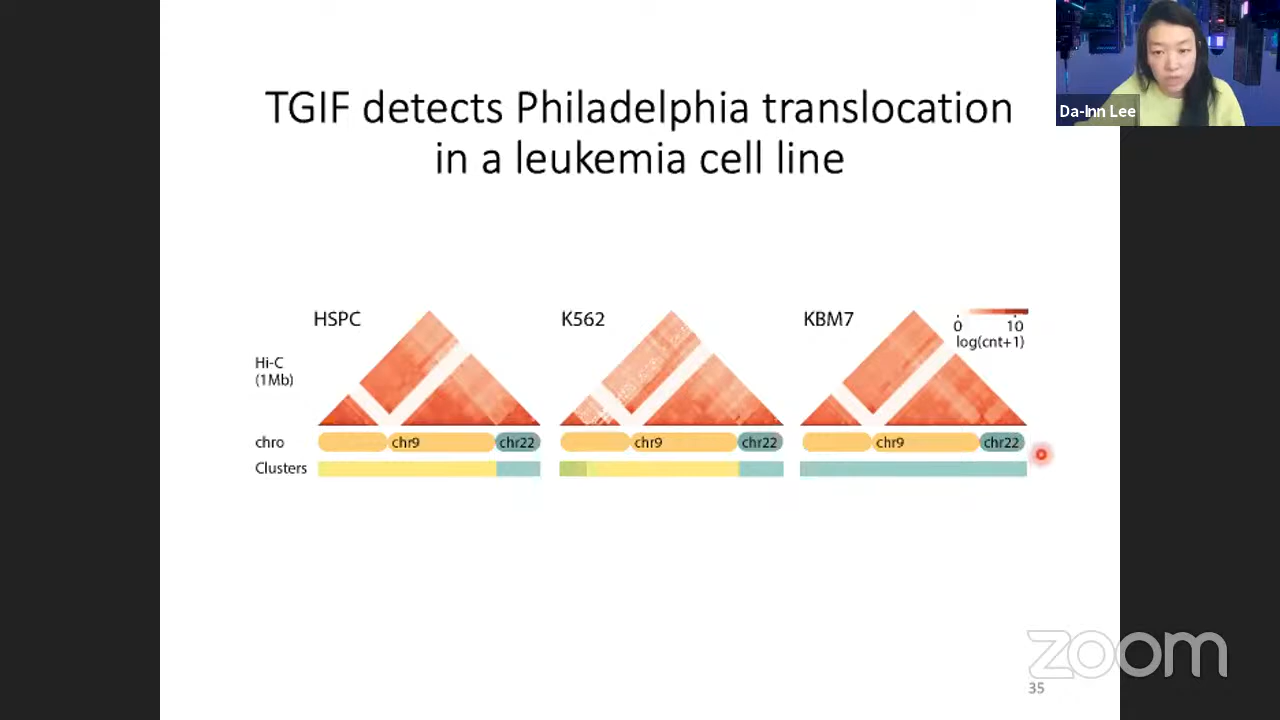 Da-Inn Lee
TGIF detects Philadelphia translocation
in a leukemia cell line
HSPC
K562
KBM7
0 10
log(cnt+1)
Hi-C
(1Mb)
chro
chr9
chr22
chr9
chr22
chr9
chr22
Clusters
zoom
35